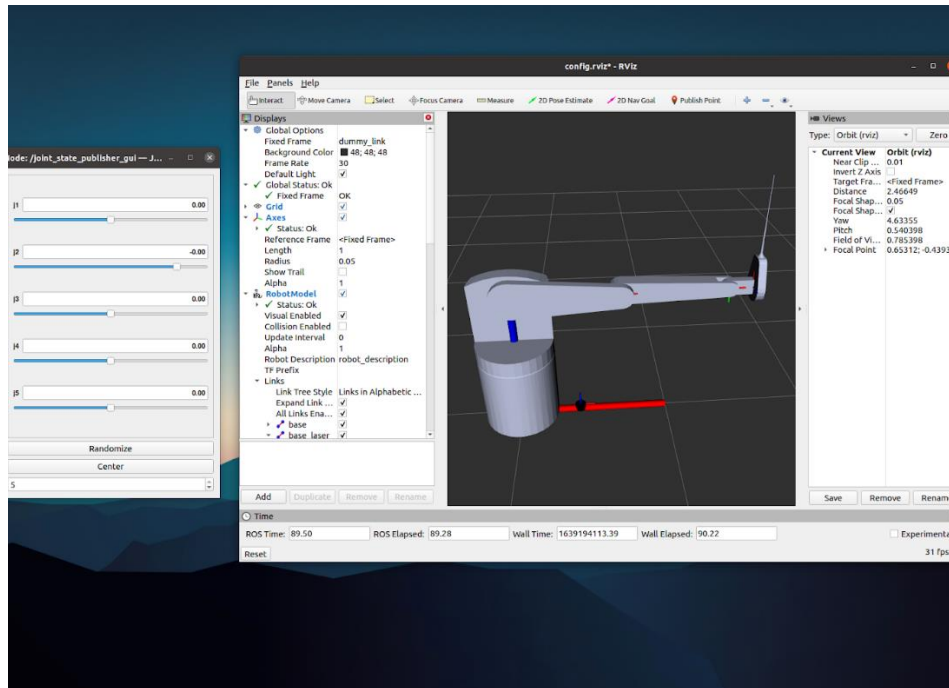 Node: /joint_state_publisher_gui — J...
j1 0.00
j2 -0.00
j3 0.00
j4 0.00
j5 0.00
Randomize
Center
5
config.rviz* - RViz
File Panels Help
Interact Move Camera Select Focus Camera Measure 2D Pose Estimate 2D Nav Goal Publish Point
Displays
Global Options
Fixed Frame dummy_link
Background Color 48; 48; 48
Frame Rate 30
Default Light
Global Status: Ok
Fixed Frame OK
Grid
Axes
Status: Ok
Reference Frame <Fixed Frame>
Length 1
Radius 0.05
Show Trail
Alpha 1
RobotModel
Status: Ok
Visual Enabled
Collision Enabled
Update Interval 0
Alpha 1
Robot Description robot_description
TF Prefix
Links
Link Tree Style Links in Alphabetic ...
Expand Link ...
All Links Ena...
base
base_laser
Add Duplicate Remove Rename
Views
Type: Orbit (rviz) Zero
Current View Orbit (rviz)
Near Clip ... 0.01
Invert Z Axis
Target Fra... <Fixed Frame>
Distance 2.46649
Focal Shap... 0.05
Focal Shap...
Yaw 4.63355
Pitch 0.540398
Field of Vi... 0.785398
Focal Point 0.65312; -0.4393
Save Remove Rename
Time
ROS Time: 89.50 ROS Elapsed: 89.28 Wall Time: 1639194113.39 Wall Elapsed: 90.22 Experimenta
Reset 31 fps